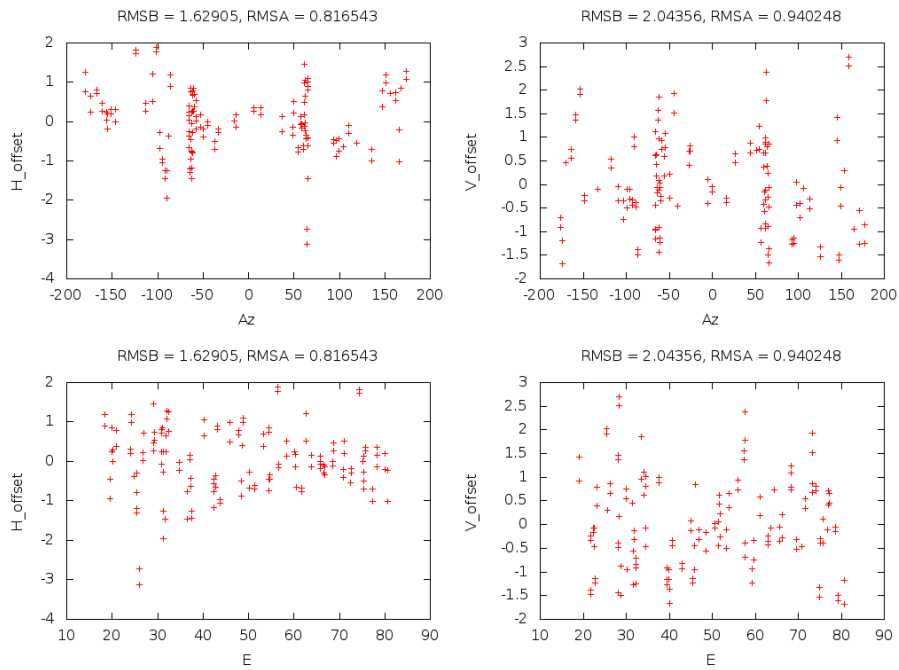 RMSB = 1.62905, RMSA = 0.816543
2
1
0
-1
-2
-3
-4
H_offset
-200 -150 -100 -50 0 50 100 150 200
Az
RMSB = 2.04356, RMSA = 0.940248
3
2.5
2
1.5
1
0.5
0
-0.5
-1
-1.5
-2
V_offset
-200 -150 -100 -50 0 50 100 150 200
Az
RMSB = 1.62905, RMSA = 0.816543
2
1
0
-1
-2
-3
-4
H_offset
10 20 30 40 50 60 70 80 90
E
RMSB = 2.04356, RMSA = 0.940248
3
2.5
2
1.5
1
0.5
0
-0.5
-1
-1.5
-2
V_offset
10 20 30 40 50 60 70 80 90
E